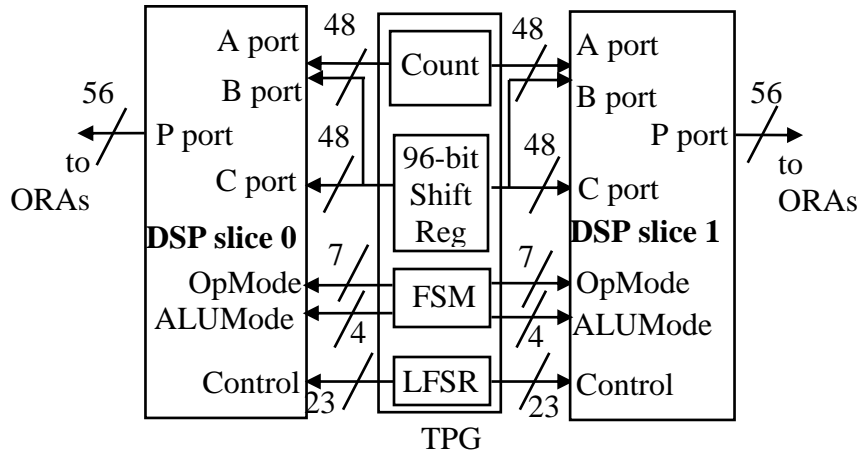 48
A port
B port
56
P port
to
ORAs
48
C port
DSP slice 0
7
OpMode
ALUMode
4
Control
23
Count
96-bit
Shift
Reg
FSM
LFSR
TPG
48
A port
B port
56
P port
to
ORAs
48
C port
DSP slice 1
7
OpMode
ALUMode
4
Control
23